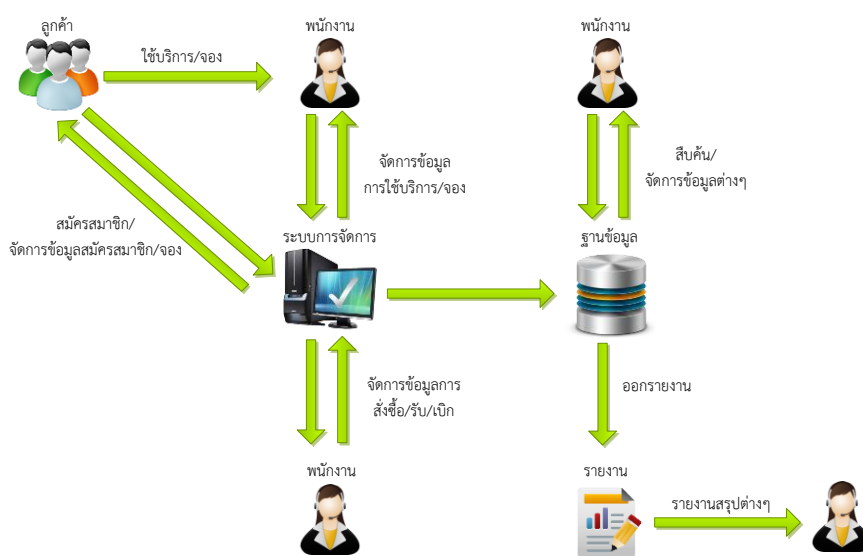 ลูกค้า
พนักงาน
พนักงาน
ใช้บริการ/จอง
จัดการข้อมูล
การใช้บริการ/จอง
สืบค้น/
จัดการข้อมูลต่างๆ
สมัครสมาชิก/
จัดการข้อมูลสมัครสมาชิก/จอง
ระบบการจัดการ
ฐานข้อมูล
จัดการข้อมูลการ
สั่งซื้อ/รับ/เบิก
ออกรายงาน
พนักงาน
รายงาน
รายงานสรุปต่างๆ